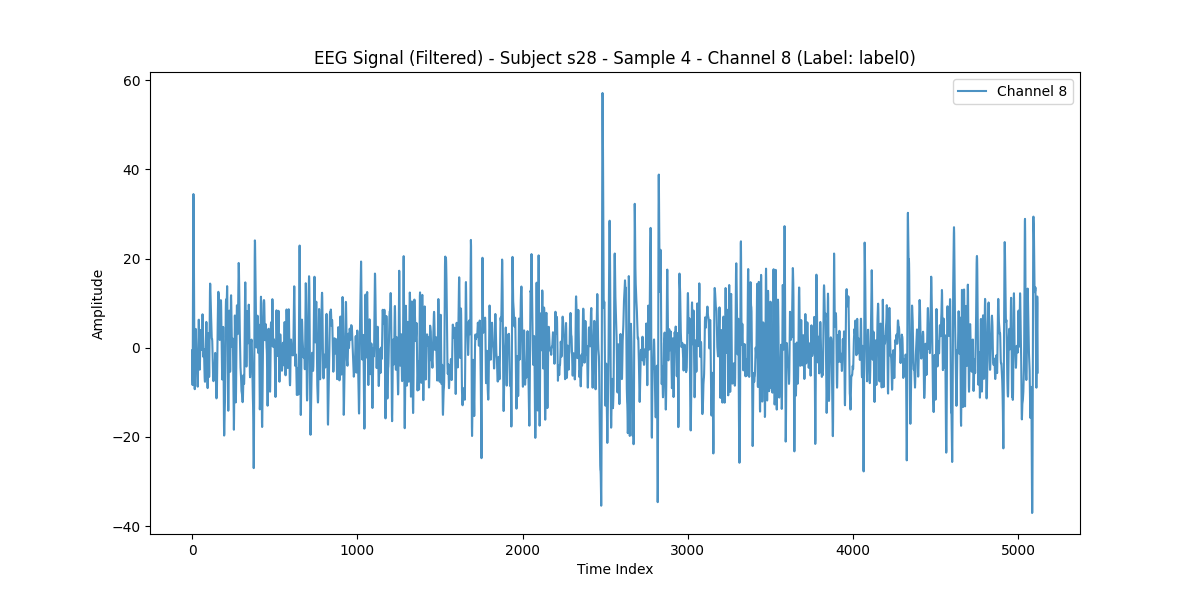 EEG Signal (Filtered) - Subject s28 - Sample 4 - Channel 8 (Label: label0)
Channel 8
60
40
20
0
−20
−40
Amplitude
0 1000 2000 3000 4000 5000
Time Index